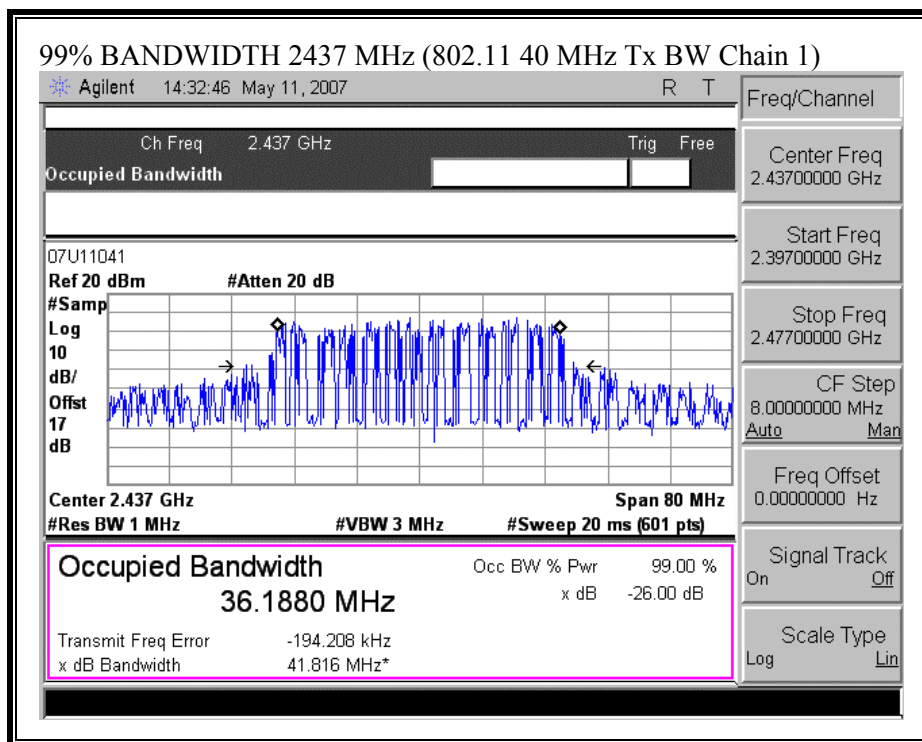 99% BANDWIDTH 2437 MHz (802.11 40 MHz Tx BW Chain 1)
Agilent 14:32:46 May 11, 2007 R T
Ch Freq 2.437 GHz Trig Free
Occupied Bandwidth
07U11041
Ref 20 dBm #Atten 20 dB
#Samp
Log
10
dB/
Offst
17
dB
Center 2.437 GHz Span 80 MHz
#Res BW 1 MHz #VBW 3 MHz #Sweep 20 ms (601 pts)
Occupied Bandwidth Occ BW % Pwr 99.00 %
36.1880 MHz x dB -26.00 dB
Transmit Freq Error -194.208 kHz
x dB Bandwidth 41.816 MHz*
Freq/Channel
Center Freq
2.43700000 GHz
Start Freq
2.39700000 GHz
Stop Freq
2.47700000 GHz
CF Step
8.00000000 MHz
Auto Man
Freq Offset
0.00000000 Hz
Signal Track
On Off
Scale Type
Log Lin